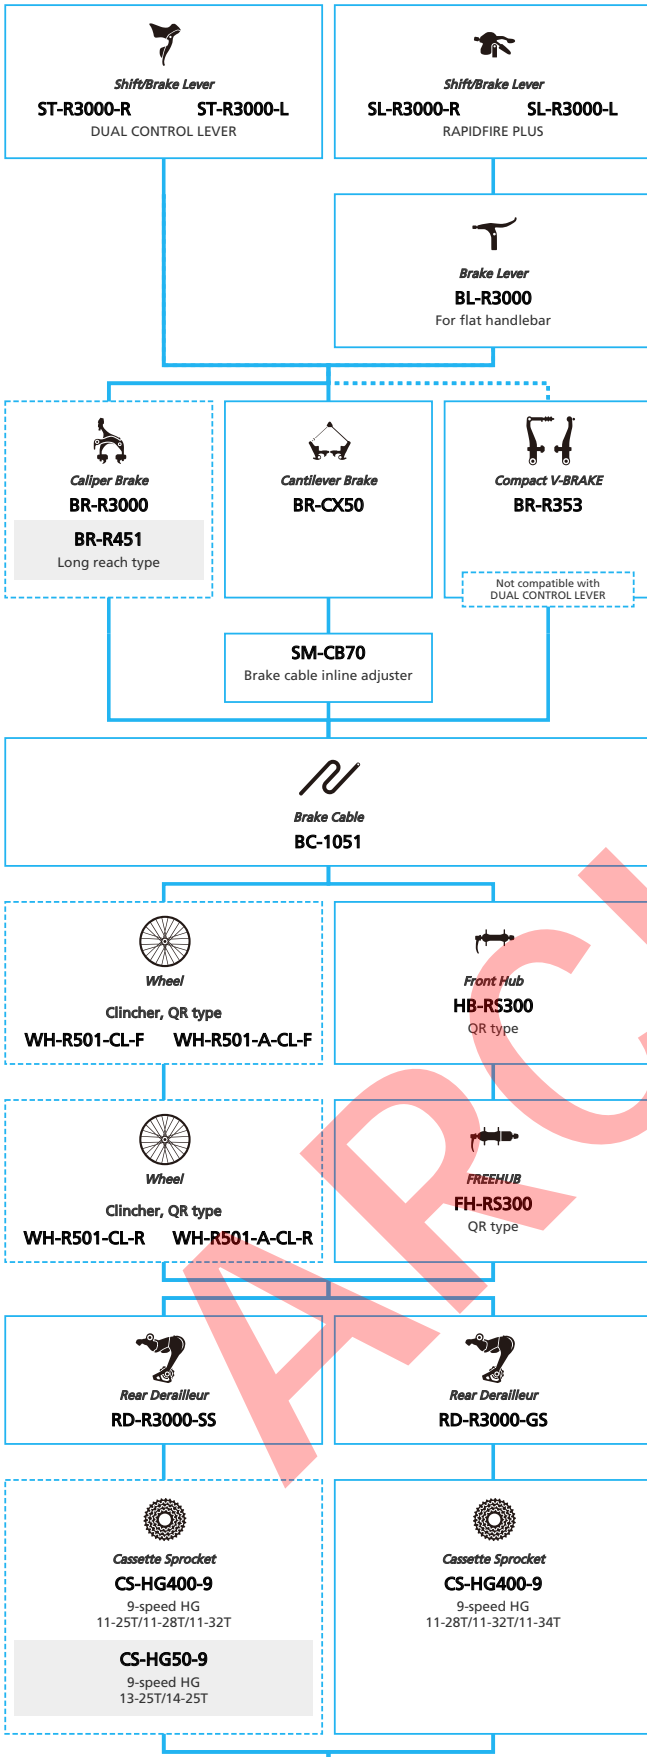 Shift/Brake Lever
ST-R3000-R ST-R3000-L
DUAL CONTROL LEVER
Shift/Brake Lever
SL-R3000-R SL-R3000-L
RAPIDFIRE PLUS
Brake Lever
BL-R3000
For flat handlebar
Caliper Brake
BR-R3000
BR-R451
Long reach type
Cantilever Brake
BR-CX50
Compact V-BRAKE
BR-R353
Not compatible with
DUAL CONTROL LEVER
SM-CB70
Brake cable inline adjuster
Brake Cable
BC-1051
Wheel
Clincher, QR type
WH-R501-CL-F WH-R501-A-CL-F
Front Hub
HB-RS300
QR type
Wheel
Clincher, QR type
WH-R501-CL-R WH-R501-A-CL-R
FREEHUB
FH-RS300
QR type
Rear Derailleur
RD-R3000-SS
Rear Derailleur
RD-R3000-GS
Cassette Sprocket
CS-HG400-9
9-speed HG
11-25T/11-28T/11-32T
CS-HG50-9
9-speed HG
13-25T/14-25T
Cassette Sprocket
CS-HG400-9
9-speed HG
11-28T/11-32T/11-34T